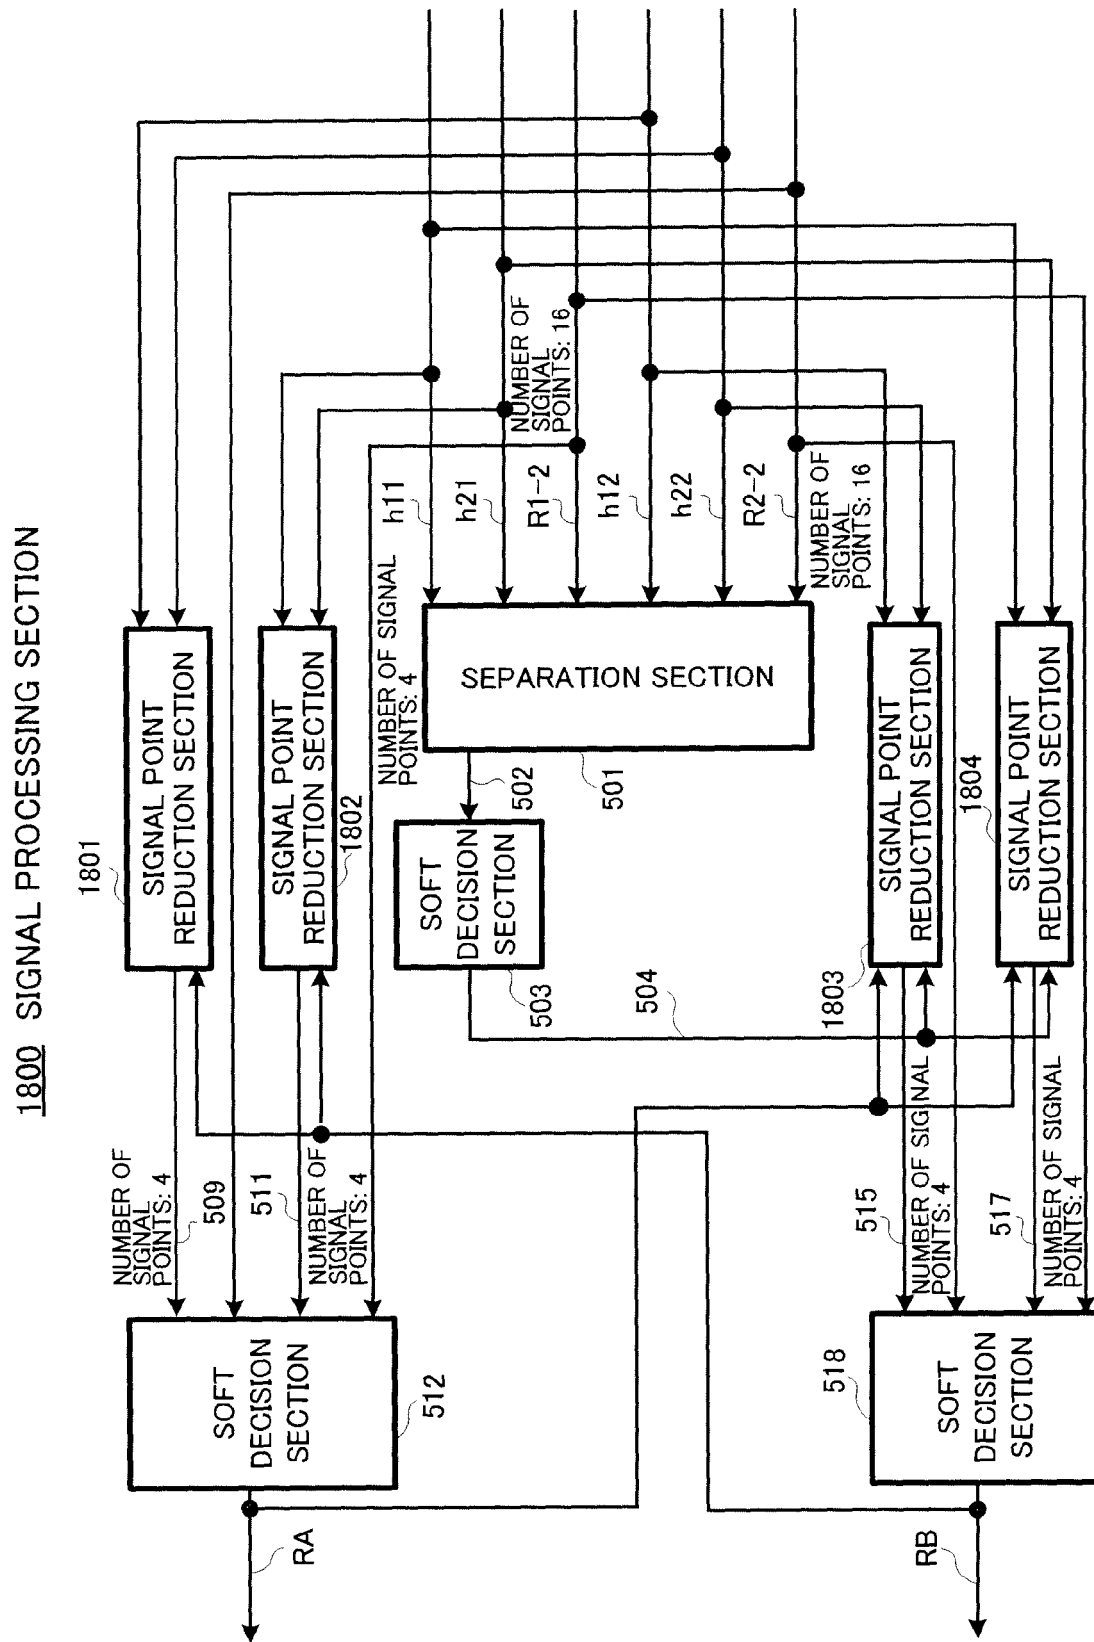 1800 SIGNAL PROCESSING SECTION
1801
SIGNAL POINT
REDUCTION SECTION
NUMBER OF
SIGNAL
POINTS: 4
509
SIGNAL POINT
REDUCTION SECTION
1802
511
NUMBER OF
SIGNAL
POINTS: 4
SOFT
DECISION
SECTION
512
RA
NUMBER OF SIGNAL
POINTS: 4
h11
h21
NUMBER OF
SIGNAL
POINTS: 16
R1-2
h12
h22
R2-2
NUMBER OF
SIGNAL
POINTS: 16
SEPARATION SECTION
501
502
SOFT
DECISION
SECTION
503
504
1803
SIGNAL POINT
REDUCTION SECTION
515
NUMBER OF SIGNAL
POINTS: 4
1804
SIGNAL POINT
REDUCTION SECTION
517
NUMBER OF SIGNAL
POINTS: 4
518
SOFT
DECISION
SECTION
RB